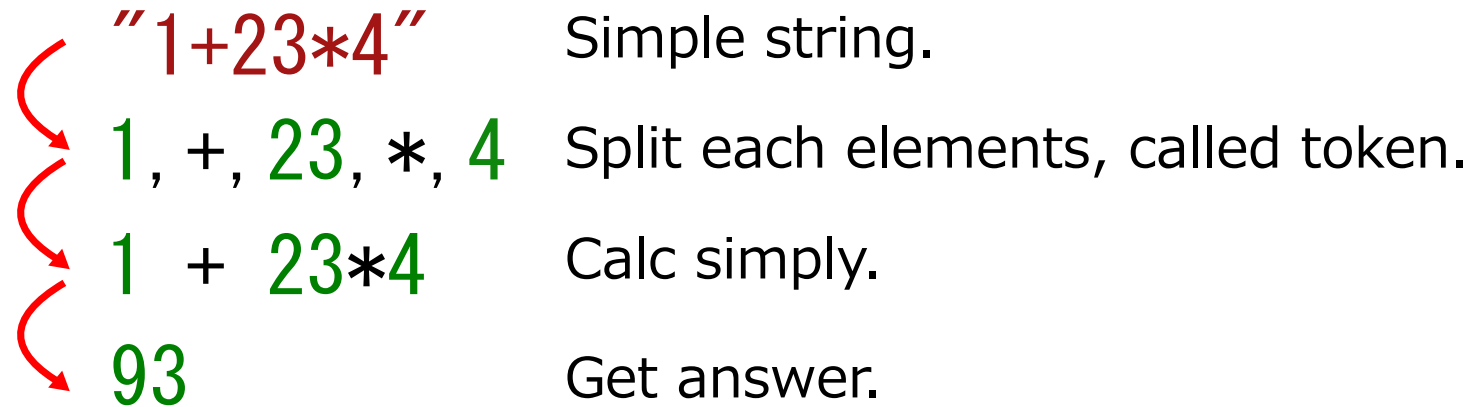 "1+23*4" Simple string.
1, +, 23, *, 4 Split each elements, called token.
1 + 23*4 Calc simply.
93 Get answer.